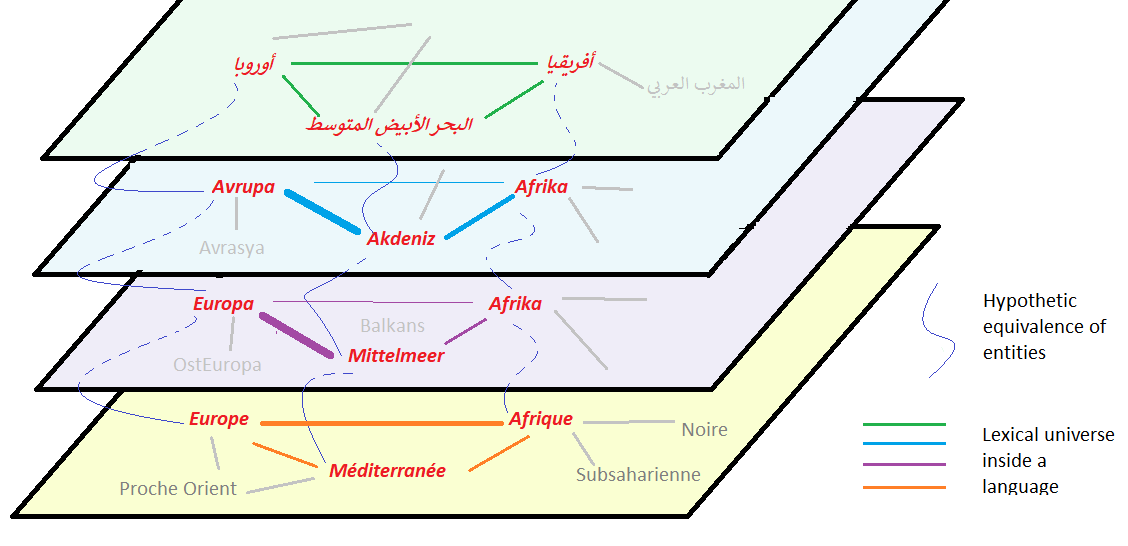 أوروبا
أفريقيا
المغرب العربي
البحر الأبيض المتوسط
Avrupa
Afrika
Akdeniz
Avrasya
Europa
Afrika
Balkans
Mittelmeer
OstEuropa
Europe
Afrique
Noire
Méditerranée
Subsaharienne
Proche Orient
Hypothetic
equivalence of
entities
Lexical universe
inside a
language